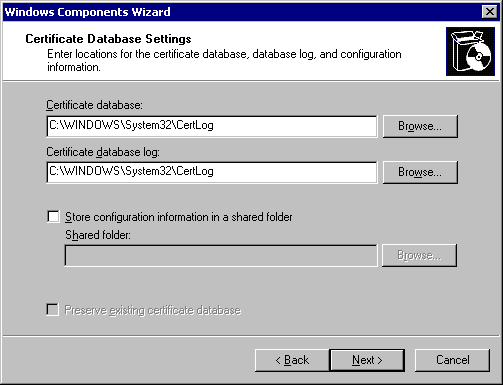 Windows Components Wizard
Certificate Database Settings
Enter locations for the certificate database, database log, and configuration
information.
Certificate database:
C:\WINDOWS\System32\CertLog
Browse...
Certificate database log:
C:\WINDOWS\System32\CertLog
Browse...
Store configuration information in a shared folder
Shared folder:
Browse...
Preserve existing certificate database
< Back
Next >
Cancel